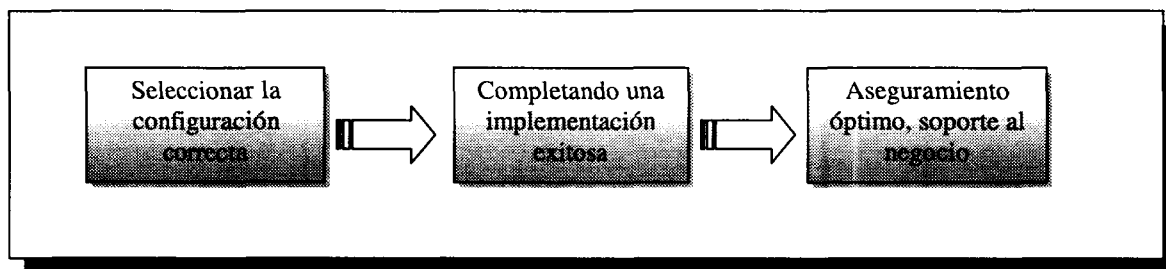 Seleccionar la
configuración
correcta
Completando una
implementación
exitosa
Aseguramiento
óptimo, soporte al
negocio